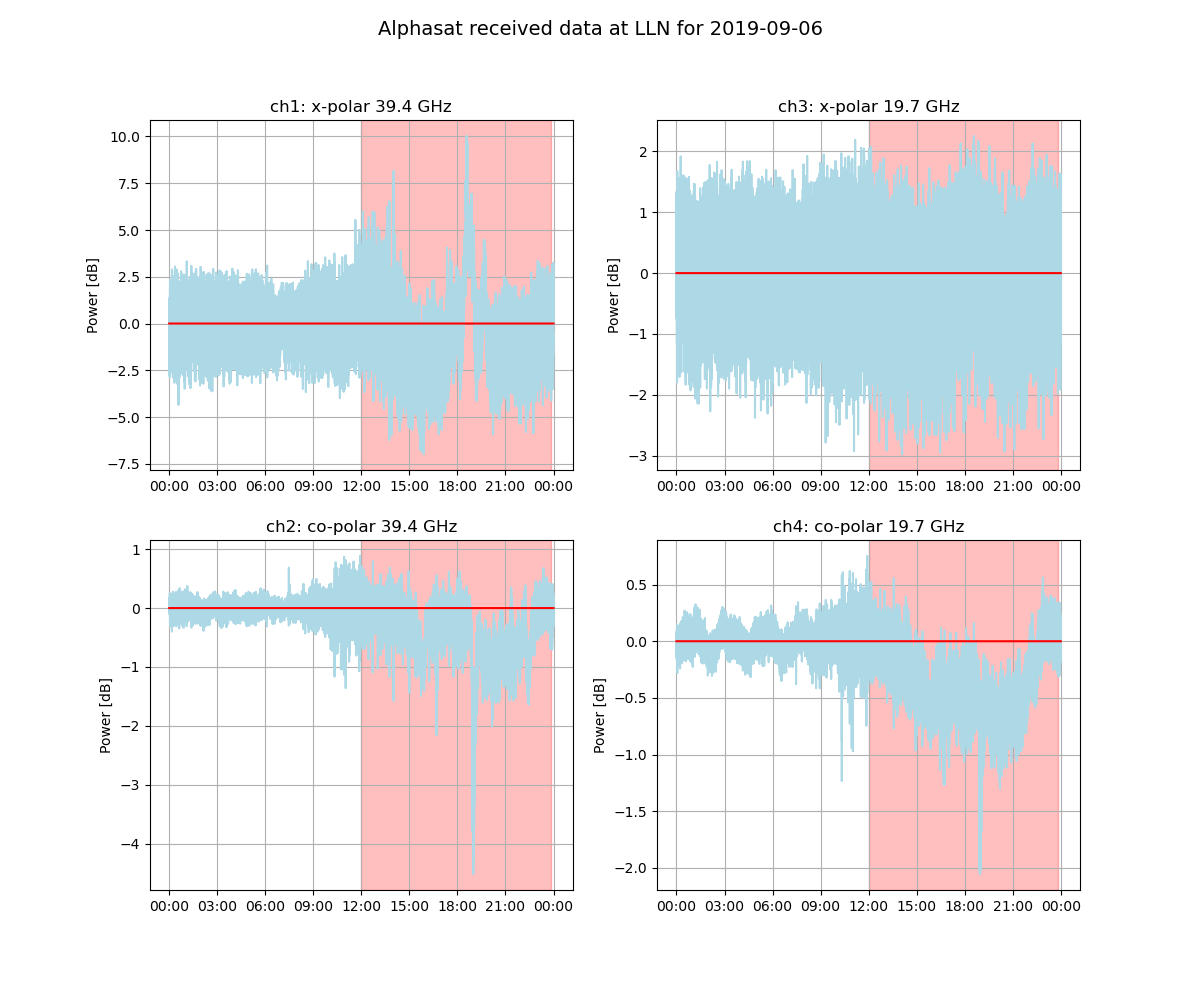 Alphasat received data at LLN for 2019-09-06
ch1: x-polar 39.4 GHz
Power [dB]
10.0
7.5
5.0
2.5
0.0
−2.5
−5.0
−7.5
00:00 03:00 06:00 09:00 12:00 15:00 18:00 21:00 00:00
ch3: x-polar 19.7 GHz
Power [dB]
2
1
0
−1
−2
−3
00:00 03:00 06:00 09:00 12:00 15:00 18:00 21:00 00:00
ch2: co-polar 39.4 GHz
Power [dB]
1
0
−1
−2
−3
−4
00:00 03:00 06:00 09:00 12:00 15:00 18:00 21:00 00:00
ch4: co-polar 19.7 GHz
Power [dB]
0.5
0.0
−0.5
−1.0
−1.5
−2.0
00:00 03:00 06:00 09:00 12:00 15:00 18:00 21:00 00:00